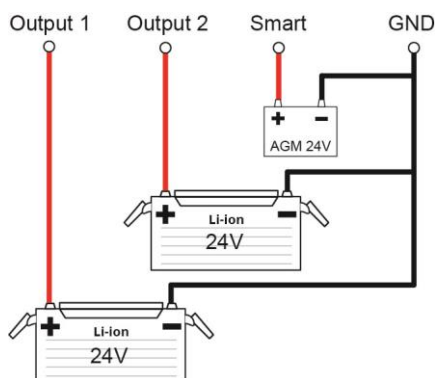 Output 1 Output 2 Smart GND
+ −
AGM 24V
+ Li-ion −
24V
+ Li-ion −
24V